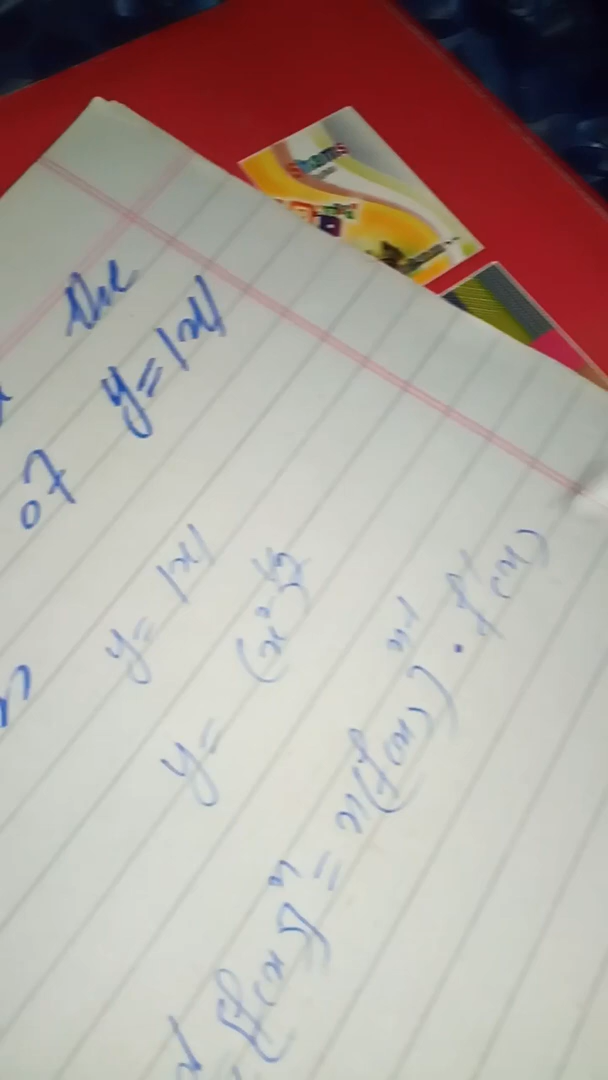 the
of y=|x|
y= |x|
y= (x²)^½
(f(x))ⁿ = n(f(x))ⁿ⁻¹ · f'(x)